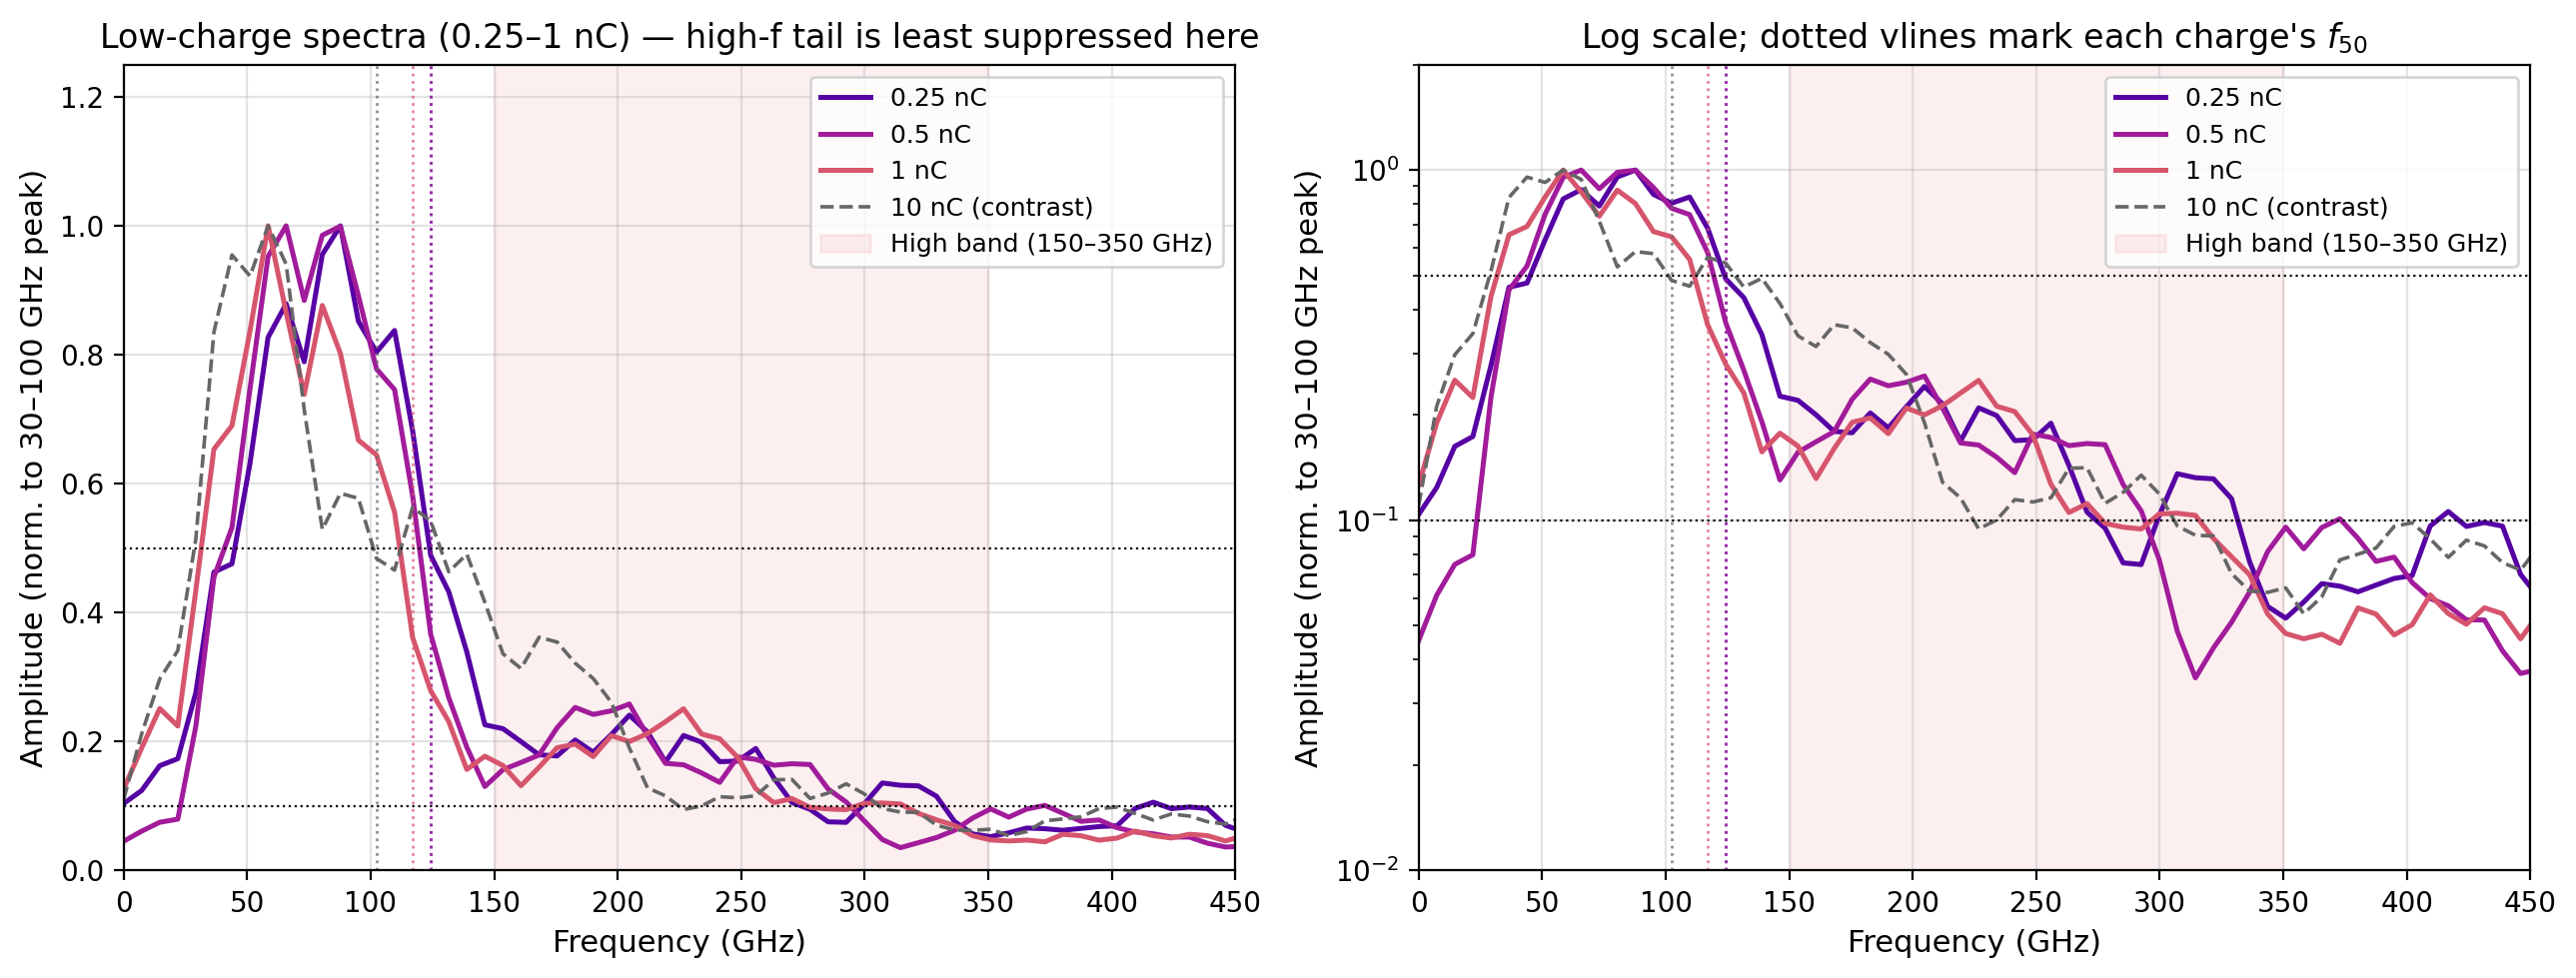 Low-charge spectra (0.25–1 nC) — high-f tail is least suppressed here
Amplitude (norm. to 30–100 GHz peak)
1.2
1.0
0.8
0.6
0.4
0.2
0.0
0 50 100 150 200 250 300 350 400 450
Frequency (GHz)
0.25 nC
0.5 nC
1 nC
10 nC (contrast)
High band (150–350 GHz)
Log scale; dotted vlines mark each charge's f₅₀
Amplitude (norm. to 30–100 GHz peak)
10⁰
10⁻¹
10⁻²
0 50 100 150 200 250 300 350 400 450
Frequency (GHz)
0.25 nC
0.5 nC
1 nC
10 nC (contrast)
High band (150–350 GHz)